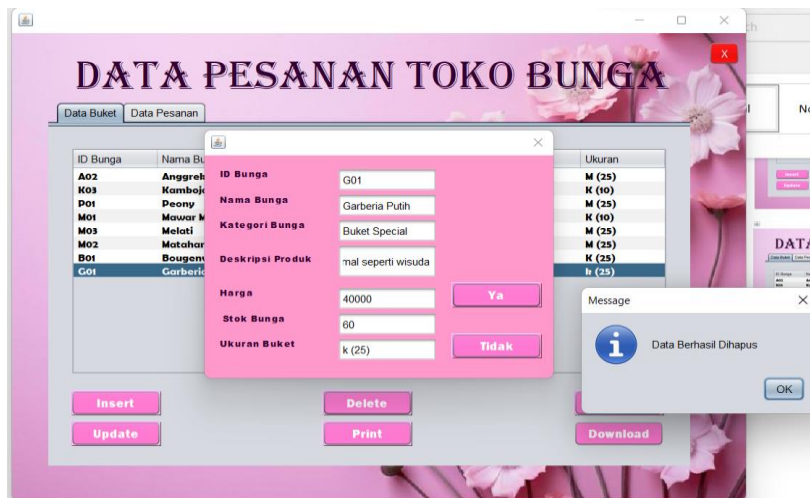 DATA PESANAN TOKO BUNGA
X
Data Buket Data Pesanan
ID Bunga Nama Bu Ukuran
A02 Anggrek M (25)
K03 Kamboja K (10)
P01 Peony M (25)
M01 Mawar M K (10)
M03 Melati M (25)
M02 Matahar M (25)
B01 Bougenv K (25)
G01 Garberia k (25)
ID Bunga G01
Nama Bunga Garberia Putih
Kategori Bunga Buket Special
Deskripsi Produk mal seperti wisuda
Harga 40000 Ya
Stok Bunga 60
Ukuran Buket k (25) Tidak
Message
Data Berhasil Dihapus
OK
Insert Delete
Update Print Download
No
DATA